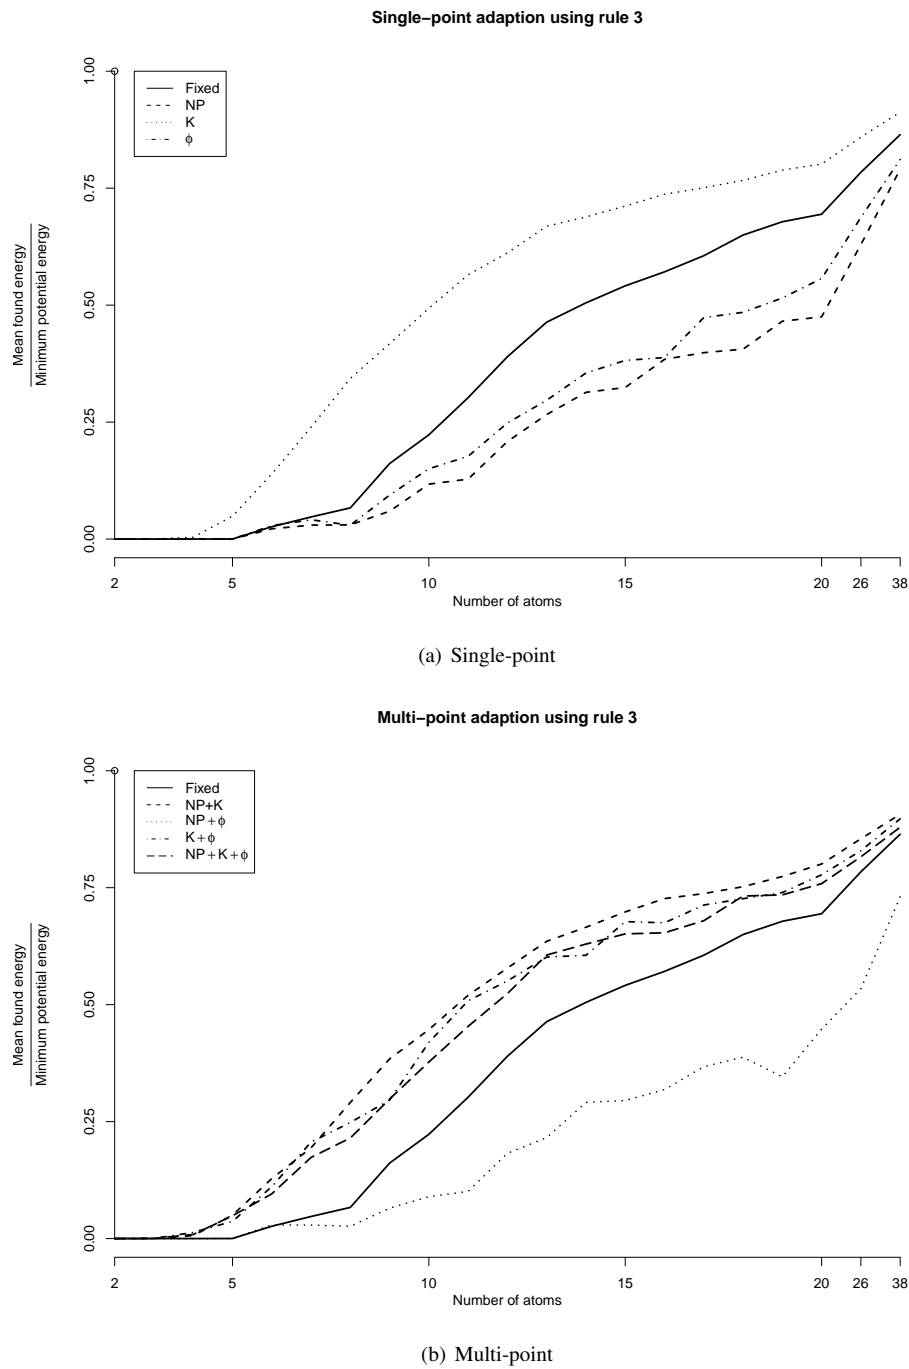 Single−point adaption using rule 3
1.00
0.75
0.50
0.25
0.00
Mean found energy
Minimum potential energy
Fixed
NP
K
ϕ
2 5 10 15 20 26 38
Number of atoms
(a) Single-point
Multi−point adaption using rule 3
1.00
0.75
0.50
0.25
0.00
Mean found energy
Minimum potential energy
Fixed
NP+K
NP + ϕ
K + ϕ
NP + K + ϕ
2 5 10 15 20 26 38
Number of atoms
(b) Multi-point